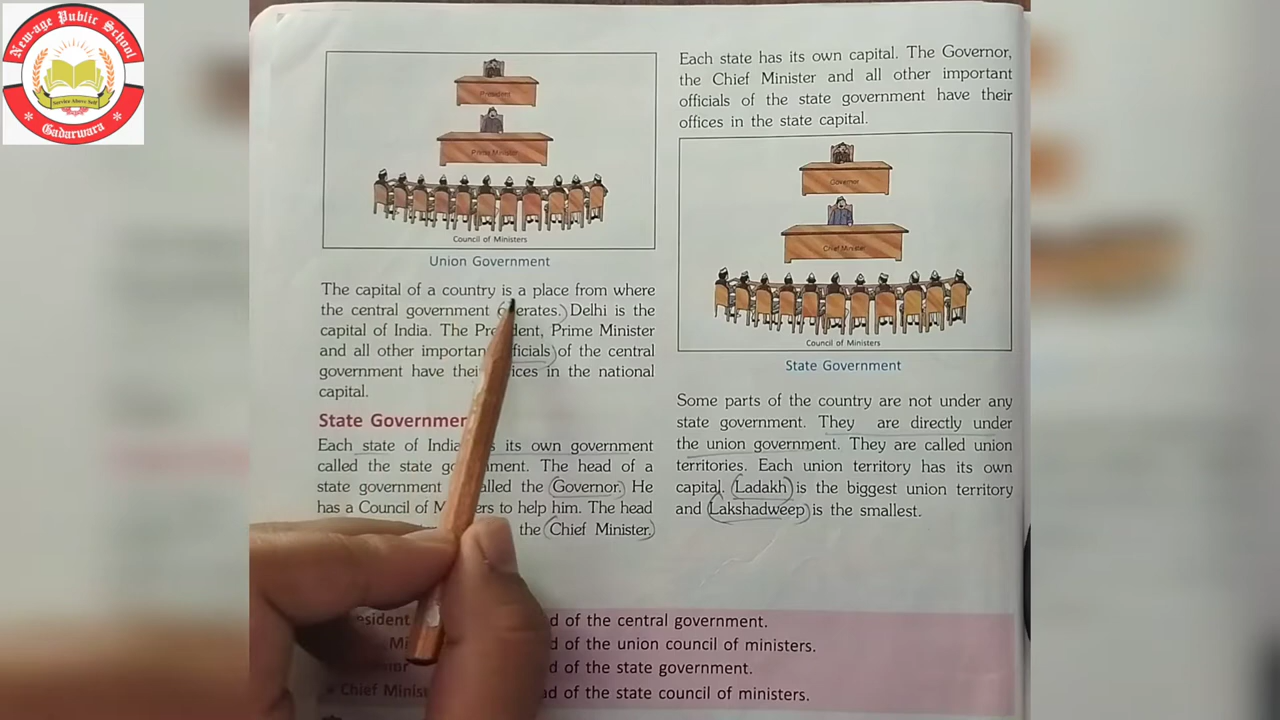 New-age Public School
Service Above Self
Gadarwara
President
Prime Minister
Council of Ministers
Union Government
The capital of a country is a place from where
the central government erates. Delhi is the
capital of India. The President, Prime Minister
and all other important ficials of the central
government have their ices in the national
capital.
State Governmen
Each state of India s its own government
called the state government. The head of a
state government alled the Governor. He
has a Council of Ministers to help him. The head
the Chief Minister.
Each state has its own capital. The Governor,
the Chief Minister and all other important
officials of the state government have their
offices in the state capital.
Governor
Chief Minister
Council of Ministers
State Government
Some parts of the country are not under any
state government. They are directly under
the union government. They are called union
territories. Each union territory has its own
capital. Ladakh is the biggest union territory
and Lakshadweep is the smallest.
esident d of the central government.
Mi d of the union council of ministers.
d of the state government.
Chief Minis ad of the state council of ministers.